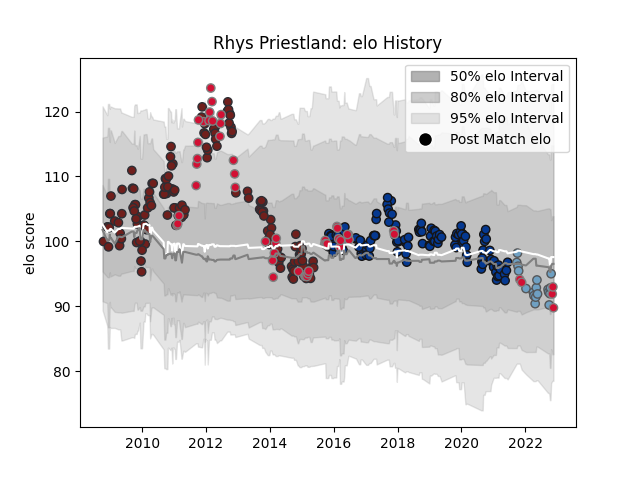 Rhys Priestland: elo History
50% elo Interval
80% elo Interval
95% elo Interval
Post Match elo
elo score
120
110
100
90
80
2010 2012 2014 2016 2018 2020 2022